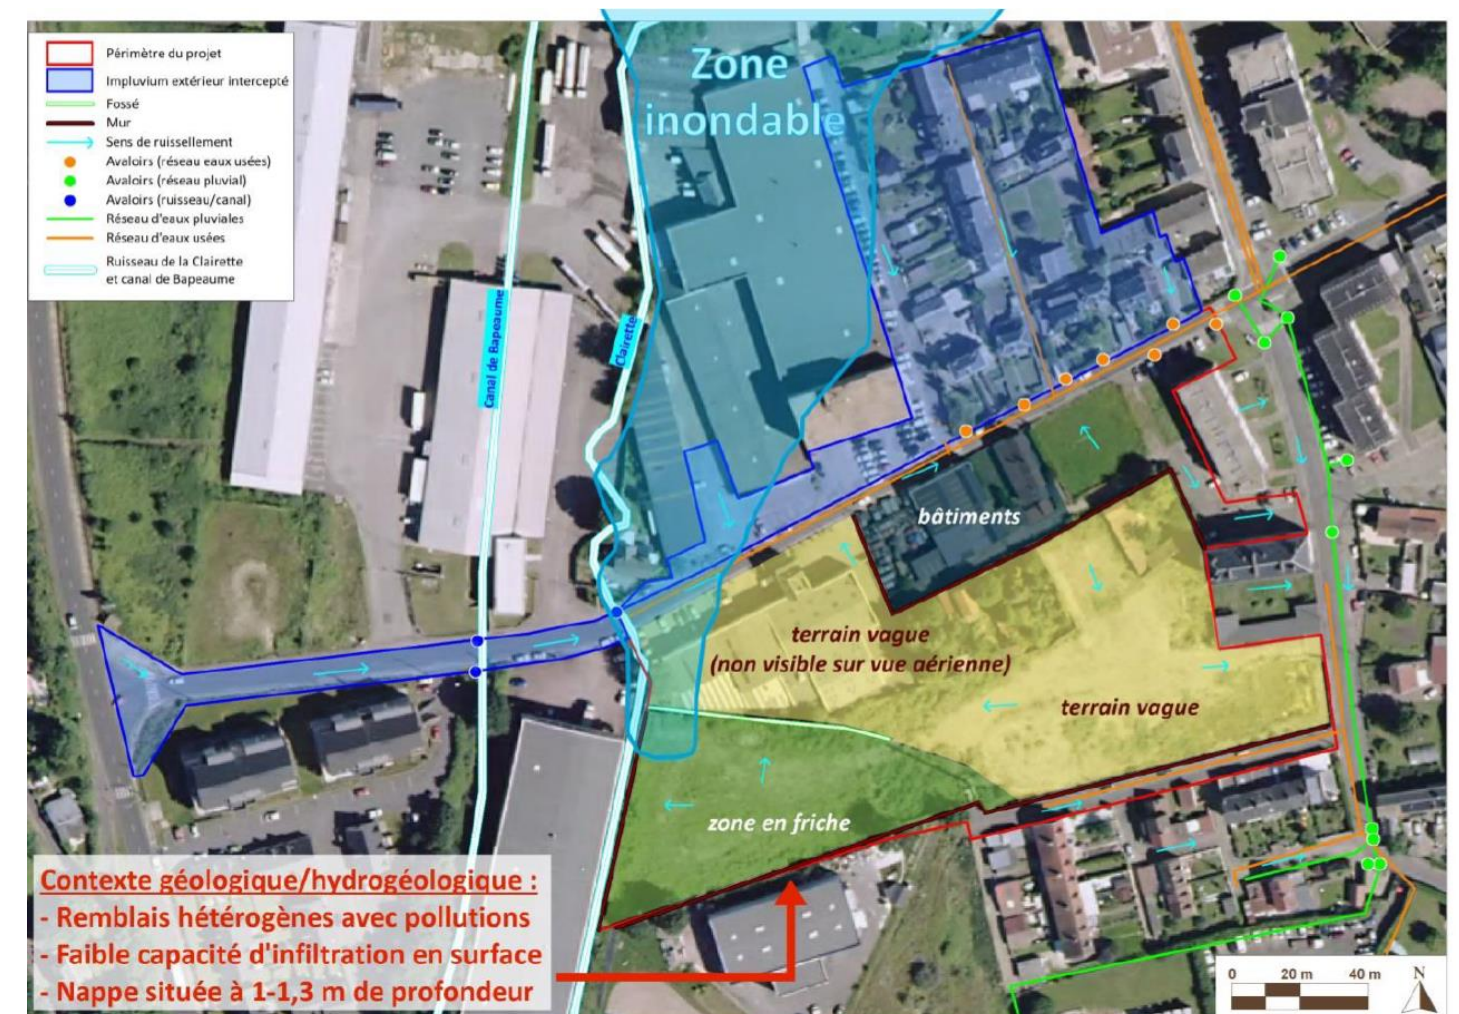 Périmètre du projet
Impluvium extérieur intercepté
Fossé
Mur
Sens de ruissellement
Avaloirs (réseau eaux usées)
Avaloirs (réseau pluvial)
Avaloirs (ruisseau/canal)
Réseau d'eaux pluviales
Réseau d'eaux usées
Ruisseau de la Clairette
et canal de Bapeaume
Zone
inondable
Canal de Bapeaume
Clairette
bâtiments
terrain vague
(non visible sur vue aérienne)
terrain vague
zone en friche
Contexte géologique/hydrogéologique :
- Remblais hétérogènes avec pollutions
- Faible capacité d'infiltration en surface
- Nappe située à 1-1,3 m de profondeur
0 20 m 40 m N